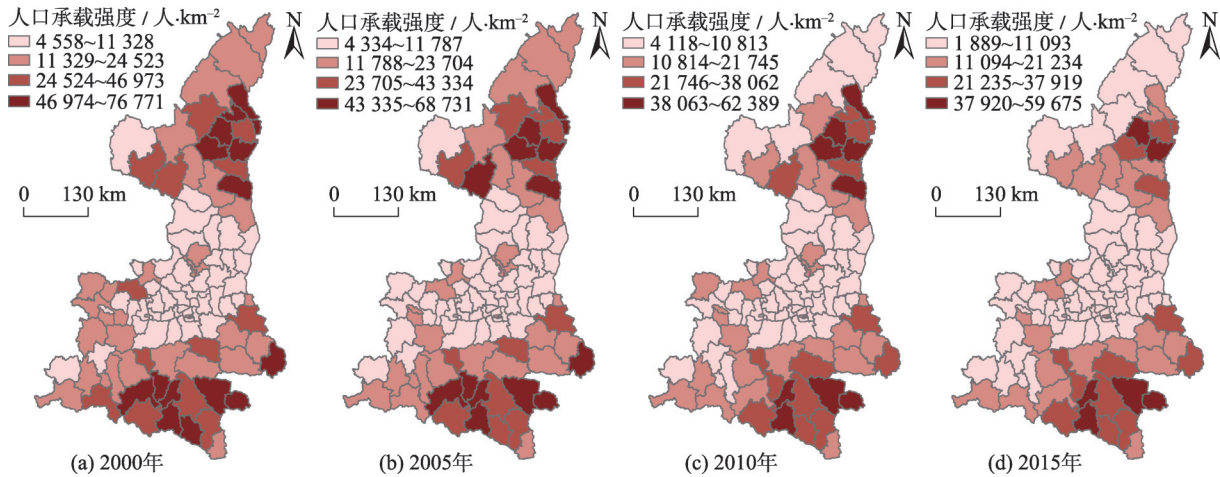 人口承载强度 / 人·km⁻²
4 558~11 328
11 329~24 523
24 524~46 973
46 974~76 771
N
0 130 km
(a) 2000年
人口承载强度 / 人·km⁻²
4 334~11 787
11 788~23 704
23 705~43 334
43 335~68 731
N
0 130 km
(b) 2005年
人口承载强度 / 人·km⁻²
4 118~10 813
10 814~21 745
21 746~38 062
38 063~62 389
N
0 130 km
(c) 2010年
人口承载强度 / 人·km⁻²
1 889~11 093
11 094~21 234
21 235~37 919
37 920~59 675
N
0 130 km
(d) 2015年